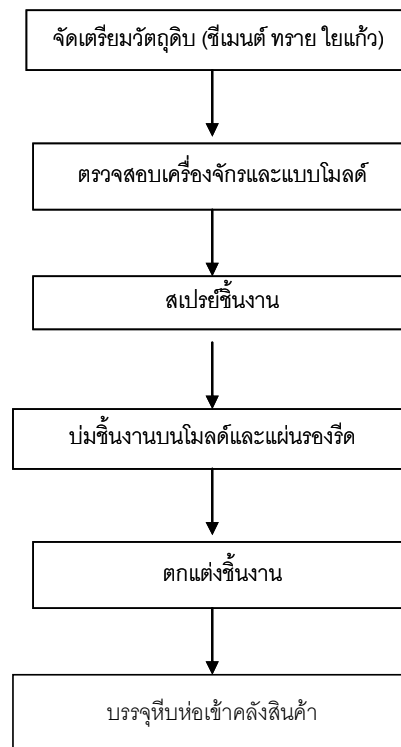 จัดเตรียมวัตถุดิบ (ซีเมนต์ ทราย ใยแก้ว)
ตรวจสอบเครื่องจักรและแบบโมลด์
สเปรย์ชิ้นงาน
บ่มชิ้นงานบนโมลด์และแผ่นรองรีด
ตกแต่งชิ้นงาน
บรรจุหีบห่อเข้าคลังสินค้า